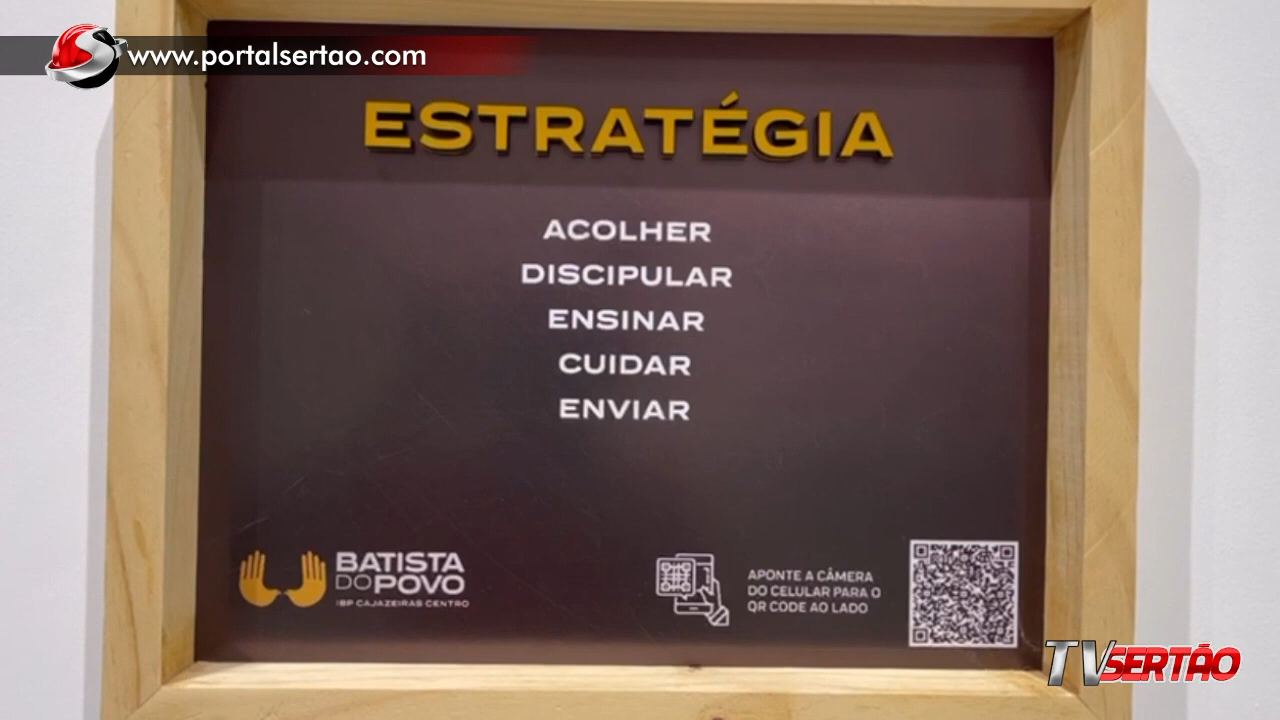 www.portalsertao.com
ESTRATÉGIA
ACOLHER
DISCIPULAR
ENSINAR
CUIDAR
ENVIAR
BATISTA
DO POVO
IBP CAJAZEIRAS CENTRO
APONTE A CÂMERA
DO CELULAR PARA O
QR CODE AO LADO
TV SERTÃO